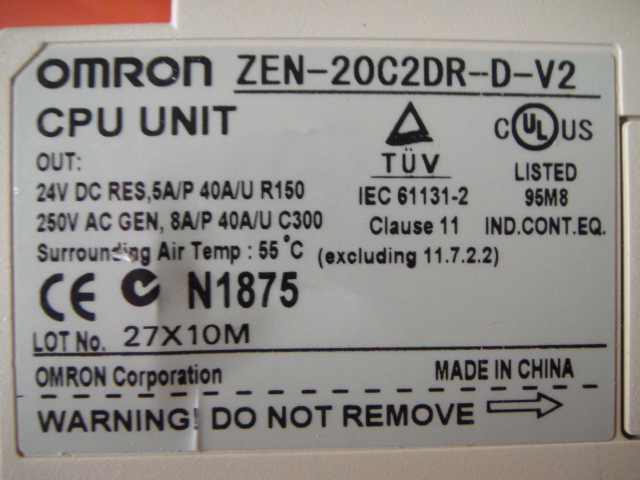 OMRON ZEN-20C2DR-D-V2
CPU UNIT
OUT:
24V DC RES,5A/P 40A/U R150
250V AC GEN, 8A/P 40A/U C300
Surrounding Air Temp : 55°C
TÜV
IEC 61131-2
Clause 11
(excluding 11.7.2.2)
C UL US
LISTED
95M8
IND.CONT.EQ.
CE N1875
LOT No. 27X10M
OMRON Corporation MADE IN CHINA
WARNING! DO NOT REMOVE